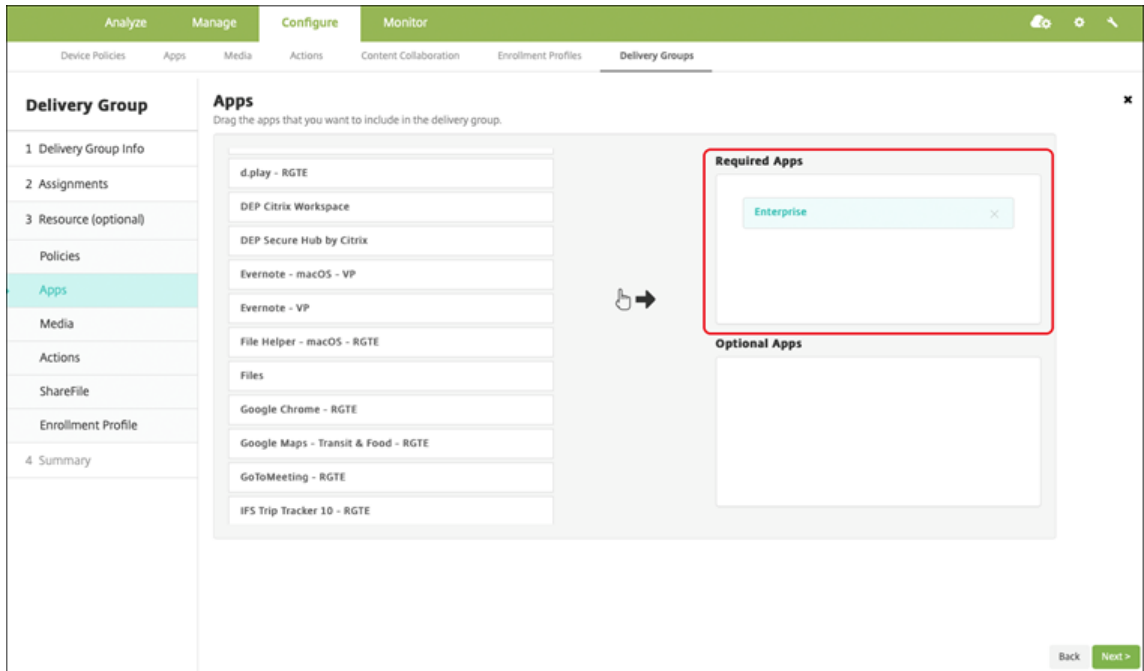 Analyze Manage Configure Monitor
Device Policies Apps Media Actions Content Collaboration Enrollment Profiles Delivery Groups
Delivery Group
1 Delivery Group Info
2 Assignments
3 Resource (optional)
Policies
Apps
Media
Actions
ShareFile
Enrollment Profile
4 Summary
Apps
Drag the apps that you want to include in the delivery group.
d.play - RGTE
DEP Citrix Workspace
DEP Secure Hub by Citrix
Evernote - macOS - VP
Evernote - VP
File Helper - macOS - RGTE
Files
Google Chrome - RGTE
Google Maps - Transit & Food - RGTE
GoToMeeting - RGTE
IFS Trip Tracker 10 - RGTE
Required Apps
Enterprise
Optional Apps
Back Next >